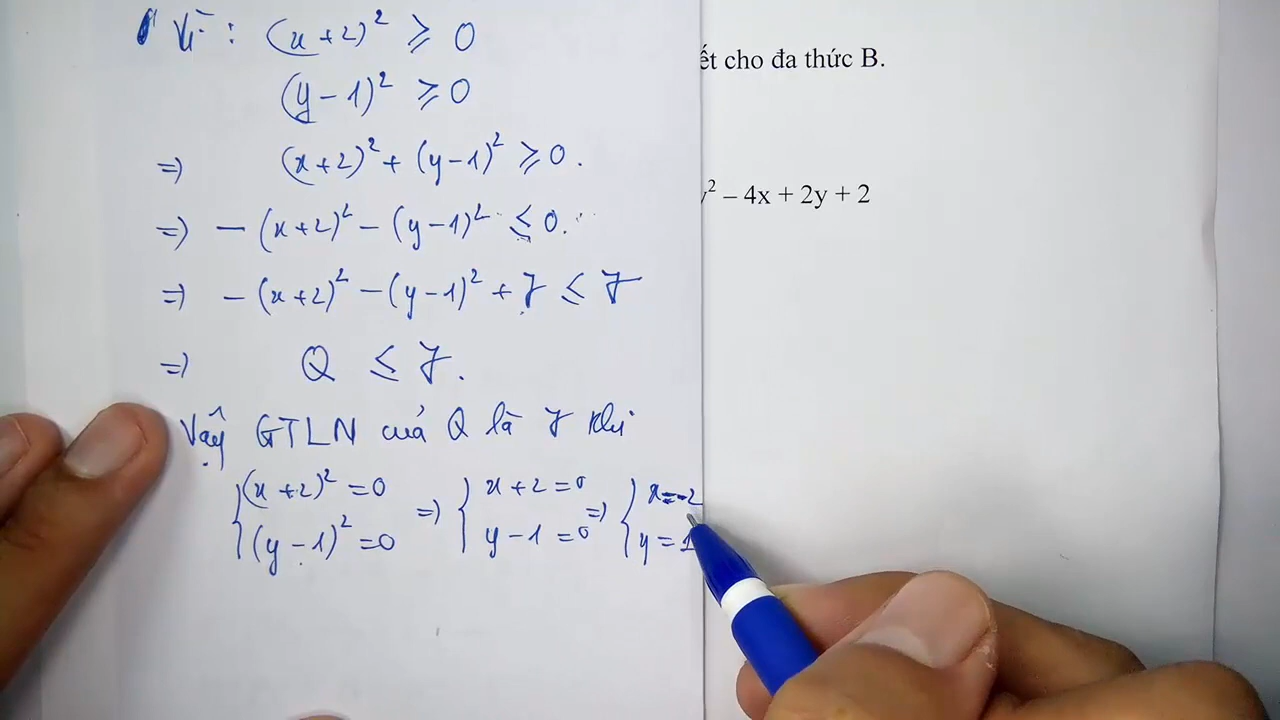 Vì : (x+2)² ≥ 0
(y-1)² ≥ 0
=> (x+2)² + (y-1)² ≥ 0.
=> - (x+2)² - (y-1)² ≤ 0.
=> - (x+2)² - (y-1)² + 7 ≤ 7
=> Q ≤ 7.
Vậy GTLN của Q là 7 khi
{ (x+2)² = 0 => { x+2 = 0 => { x = -2
(y-1)² = 0 y-1 = 0 y = 1
ết cho đa thức B.
y² – 4x + 2y + 2